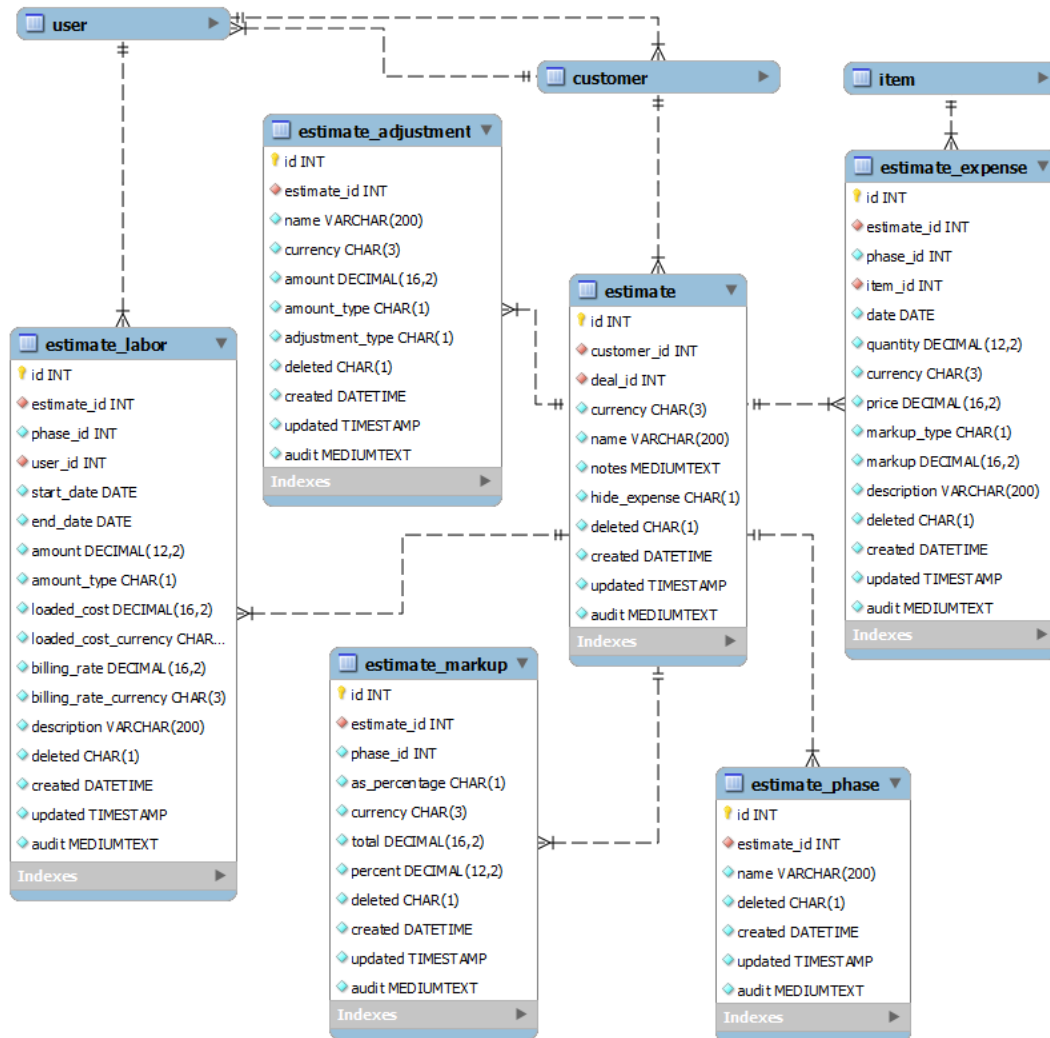 user
customer
item
estimate_adjustment
id INT
estimate_id INT
name VARCHAR(200)
currency CHAR(3)
amount DECIMAL(16,2)
amount_type CHAR(1)
adjustment_type CHAR(1)
deleted CHAR(1)
created DATETIME
updated TIMESTAMP
audit MEDIUMTEXT
Indexes
estimate_expense
id INT
estimate_id INT
phase_id INT
item_id INT
date DATE
quantity DECIMAL(12,2)
currency CHAR(3)
price DECIMAL(16,2)
markup_type CHAR(1)
markup DECIMAL(16,2)
description VARCHAR(200)
deleted CHAR(1)
created DATETIME
updated TIMESTAMP
audit MEDIUMTEXT
Indexes
estimate
id INT
customer_id INT
deal_id INT
currency CHAR(3)
name VARCHAR(200)
notes MEDIUMTEXT
hide_expense CHAR(1)
deleted CHAR(1)
created DATETIME
updated TIMESTAMP
audit MEDIUMTEXT
Indexes
estimate_labor
id INT
estimate_id INT
phase_id INT
user_id INT
start_date DATE
end_date DATE
amount DECIMAL(12,2)
amount_type CHAR(1)
loaded_cost DECIMAL(16,2)
loaded_cost_currency CHAR...
billing_rate DECIMAL(16,2)
billing_rate_currency CHAR(3)
description VARCHAR(200)
deleted CHAR(1)
created DATETIME
updated TIMESTAMP
audit MEDIUMTEXT
Indexes
estimate_markup
id INT
estimate_id INT
phase_id INT
as_percentage CHAR(1)
currency CHAR(3)
total DECIMAL(16,2)
percent DECIMAL(12,2)
deleted CHAR(1)
created DATETIME
updated TIMESTAMP
audit MEDIUMTEXT
Indexes
estimate_phase
id INT
estimate_id INT
name VARCHAR(200)
deleted CHAR(1)
created DATETIME
updated TIMESTAMP
audit MEDIUMTEXT
Indexes